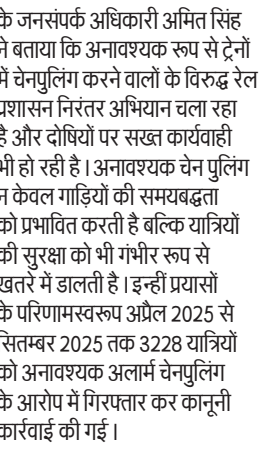 के जनसंपर्क अधिकारी अमित सिंह
ने बताया कि अनावश्यक रूप से ट्रेनों
में चेनपुलिंग करने वालों के विरुद्ध रेल
प्रशासन निरंतर अभियान चला रहा
है और दोषियों पर सख्त कार्यवाही
भी हो रही है । अनावश्यक चेन पुलिंग
न केवल गाड़ियों की समयबद्धता
को प्रभावित करती है बल्कि यात्रियों
की सुरक्षा को भी गंभीर रूप से
खतरे में डालती है । इन्हीं प्रयासों
के परिणामस्वरूप अप्रैल 2025 से
सितम्बर 2025 तक 3228 यात्रियों
को अनावश्यक अलार्म चेनपुलिंग
के आरोप में गिरफ्तार कर कानूनी
कार्रवाई की गई ।